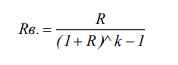 Rв. = R / (1 + R)^ k – 1